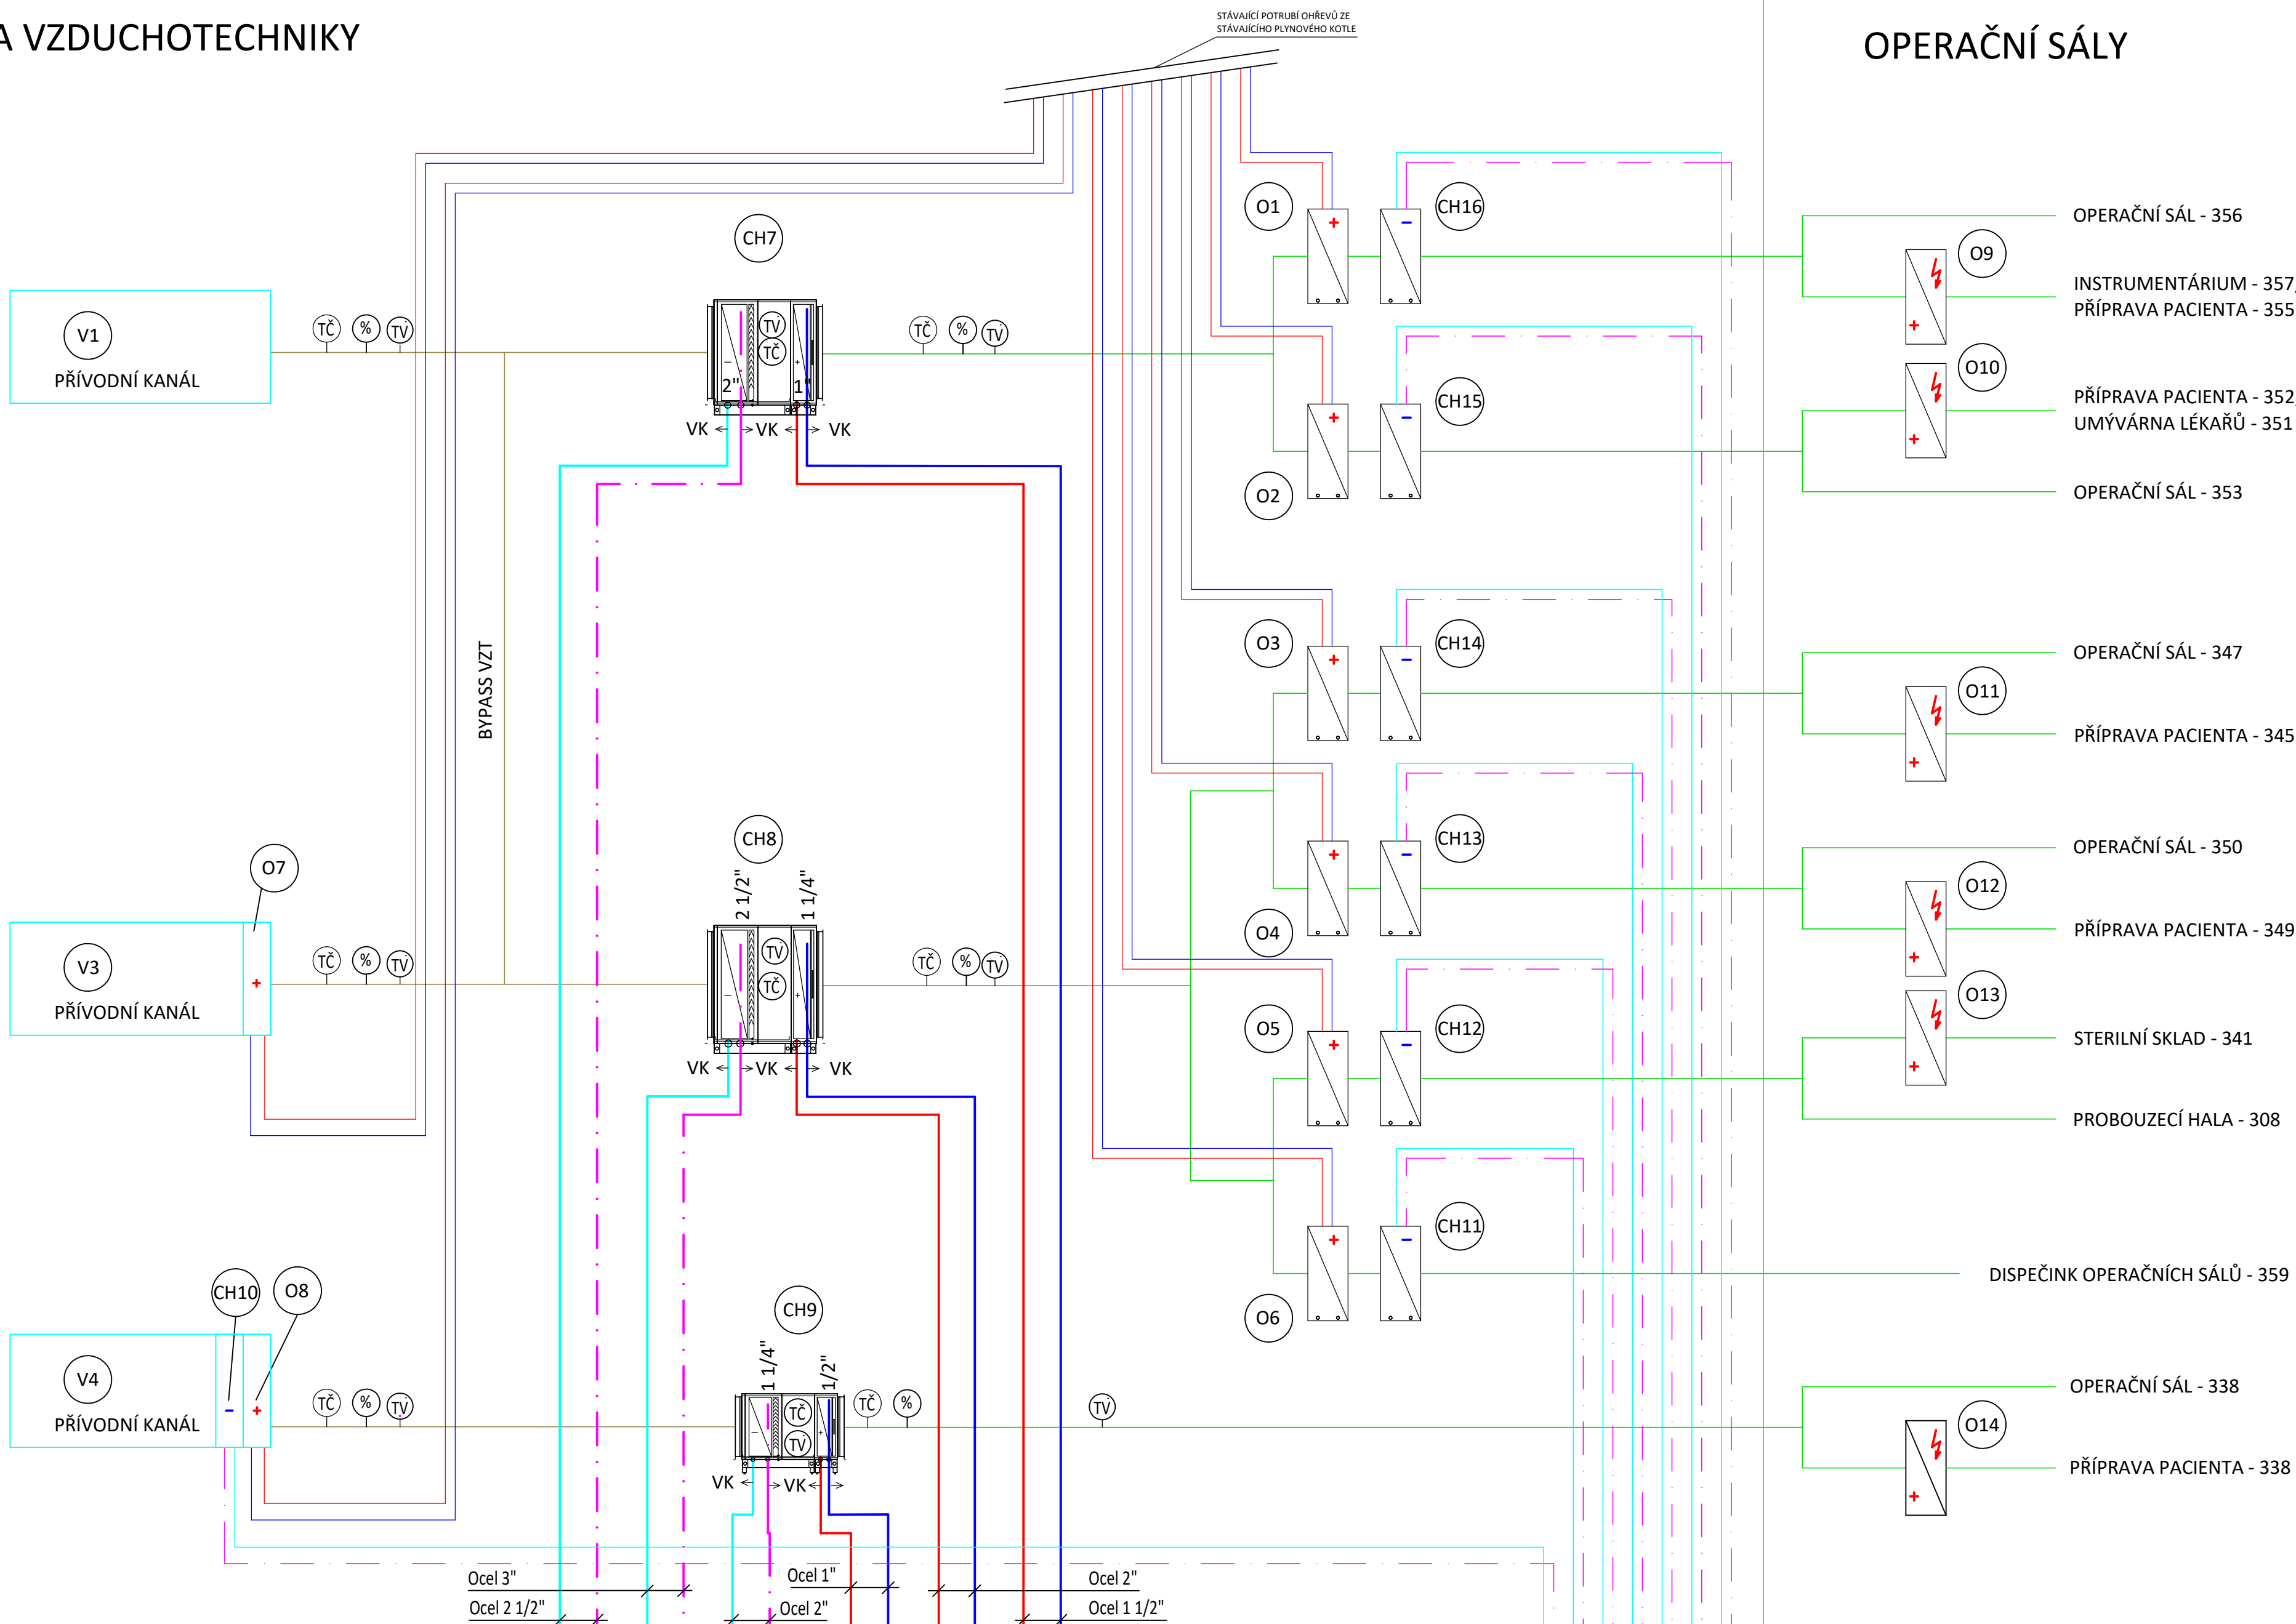 A VZDUCHOTECHNIKY
STÁVAJÍCÍ POTRUBÍ OHŘEVŮ ZE
STÁVAJÍCÍHO PLYNOVÉHO KOTLE
OPERAČNÍ SÁLY
O1
CH16
OPERAČNÍ SÁL - 356
CH7
O9
INSTRUMENTÁRIUM - 357,
PŘÍPRAVA PACIENTA - 355
V1
PŘÍVODNÍ KANÁL
TČ % TV
TV
TČ
2" 1"
TČ % TV
VK VK VK
O10
CH15
PŘÍPRAVA PACIENTA - 352,
UMÝVÁRNA LÉKAŘŮ - 351
O2
OPERAČNÍ SÁL - 353
BYPASS VZT
O3
CH14
OPERAČNÍ SÁL - 347
O11
PŘÍPRAVA PACIENTA - 345
CH8
2 1/2" 1 1/4"
CH13
OPERAČNÍ SÁL - 350
O4
O12
PŘÍPRAVA PACIENTA - 349
O7
V3
PŘÍVODNÍ KANÁL
TČ % TV
TV
TČ
TČ % TV
VK VK VK
O5
CH12
O13
STERILNÍ SKLAD - 341
PROBOUZECÍ HALA - 308
CH11
O6
DISPEČINK OPERAČNÍCH SÁLŮ - 359
CH10
O8
CH9
1 1/4" 1/2"
V4
PŘÍVODNÍ KANÁL
TČ % TV
TČ
TV
TČ %
TV
VK VK
OPERAČNÍ SÁL - 338
O14
PŘÍPRAVA PACIENTA - 338
Ocel 3"
Ocel 1"
Ocel 2"
Ocel 2 1/2"
Ocel 2"
Ocel 1 1/2"